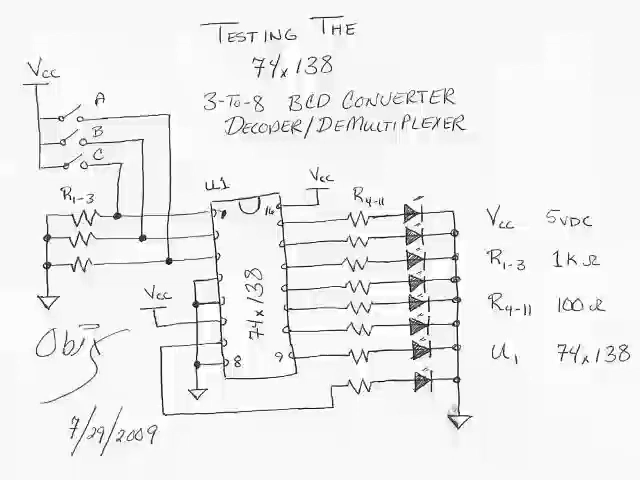 TESTING THE
74x138
3-TO-8 BCD CONVERTER
DECODER/DEMULTIPLEXER
Vcc
A
B
C
R1-3
U1
Vcc
R4-11
16
74x138
8
9
Vcc
Vcc 5VDC
R1-3 1KΩ
R4-11 100Ω
U1 74x138
7/29/2009